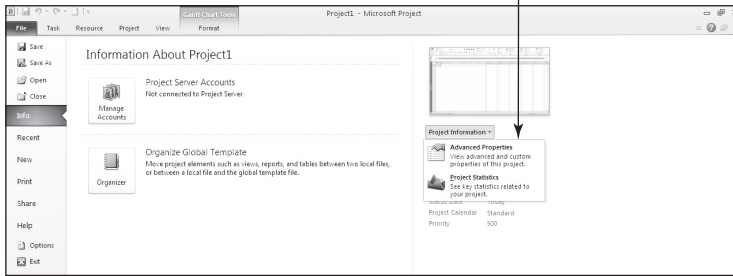 Gantt Chart Tools
Project1 - Microsoft Project
File Task Resource Project View Format
Save
Save As
Open
Close
Info
Recent
New
Print
Share
Help
Options
Exit
Information About Project1
Manage
Accounts
Project Server Accounts
Not connected to Project Server
Organizer
Organize Global Template
Move project elements such as views, reports, and tables between two local files,
or between a local file and the global template file.
Project Information
Advanced Properties
View advanced and custom
properties of this project.
Project Statistics
See key statistics related to
your project.
Status Date Today
Project Calendar Standard
Priority 500